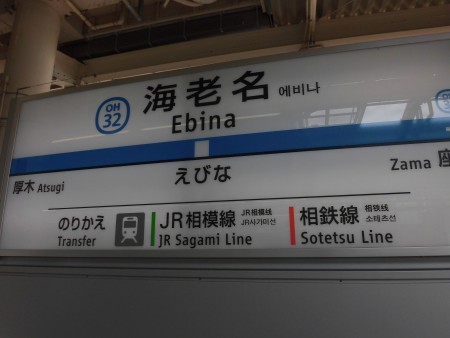 OH
32
海老名 에비나
Ebina
えびな
厚木 Atsugi
Zama 座
のりかえ
Transfer
JR相模線 JR相模线
JR사가미선
JR Sagami Line
相鉄線 相铁线
소테츠선
Sotetsu Line